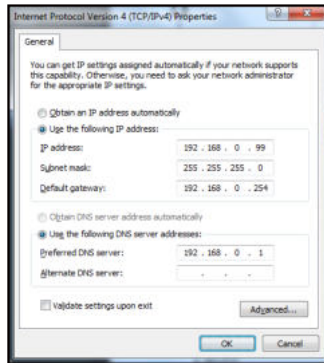 Internet Protocol Version 4 (TCP/IPv4) Properties
General
You can get IP settings assigned automatically if your network supports
this capability. Otherwise, you need to ask your network administrator
for the appropriate IP settings.
Obtain an IP address automatically
Use the following IP address:
IP address: 192 . 168 . 0 . 99
Subnet mask: 255 . 255 . 255 . 0
Default gateway: 192 . 168 . 0 . 254
Obtain DNS server address automatically
Use the following DNS server addresses:
Preferred DNS server: 192 . 168 . 0 . 1
Alternate DNS server: . . .
Validate settings upon exit
Advanced...
OK Cancel